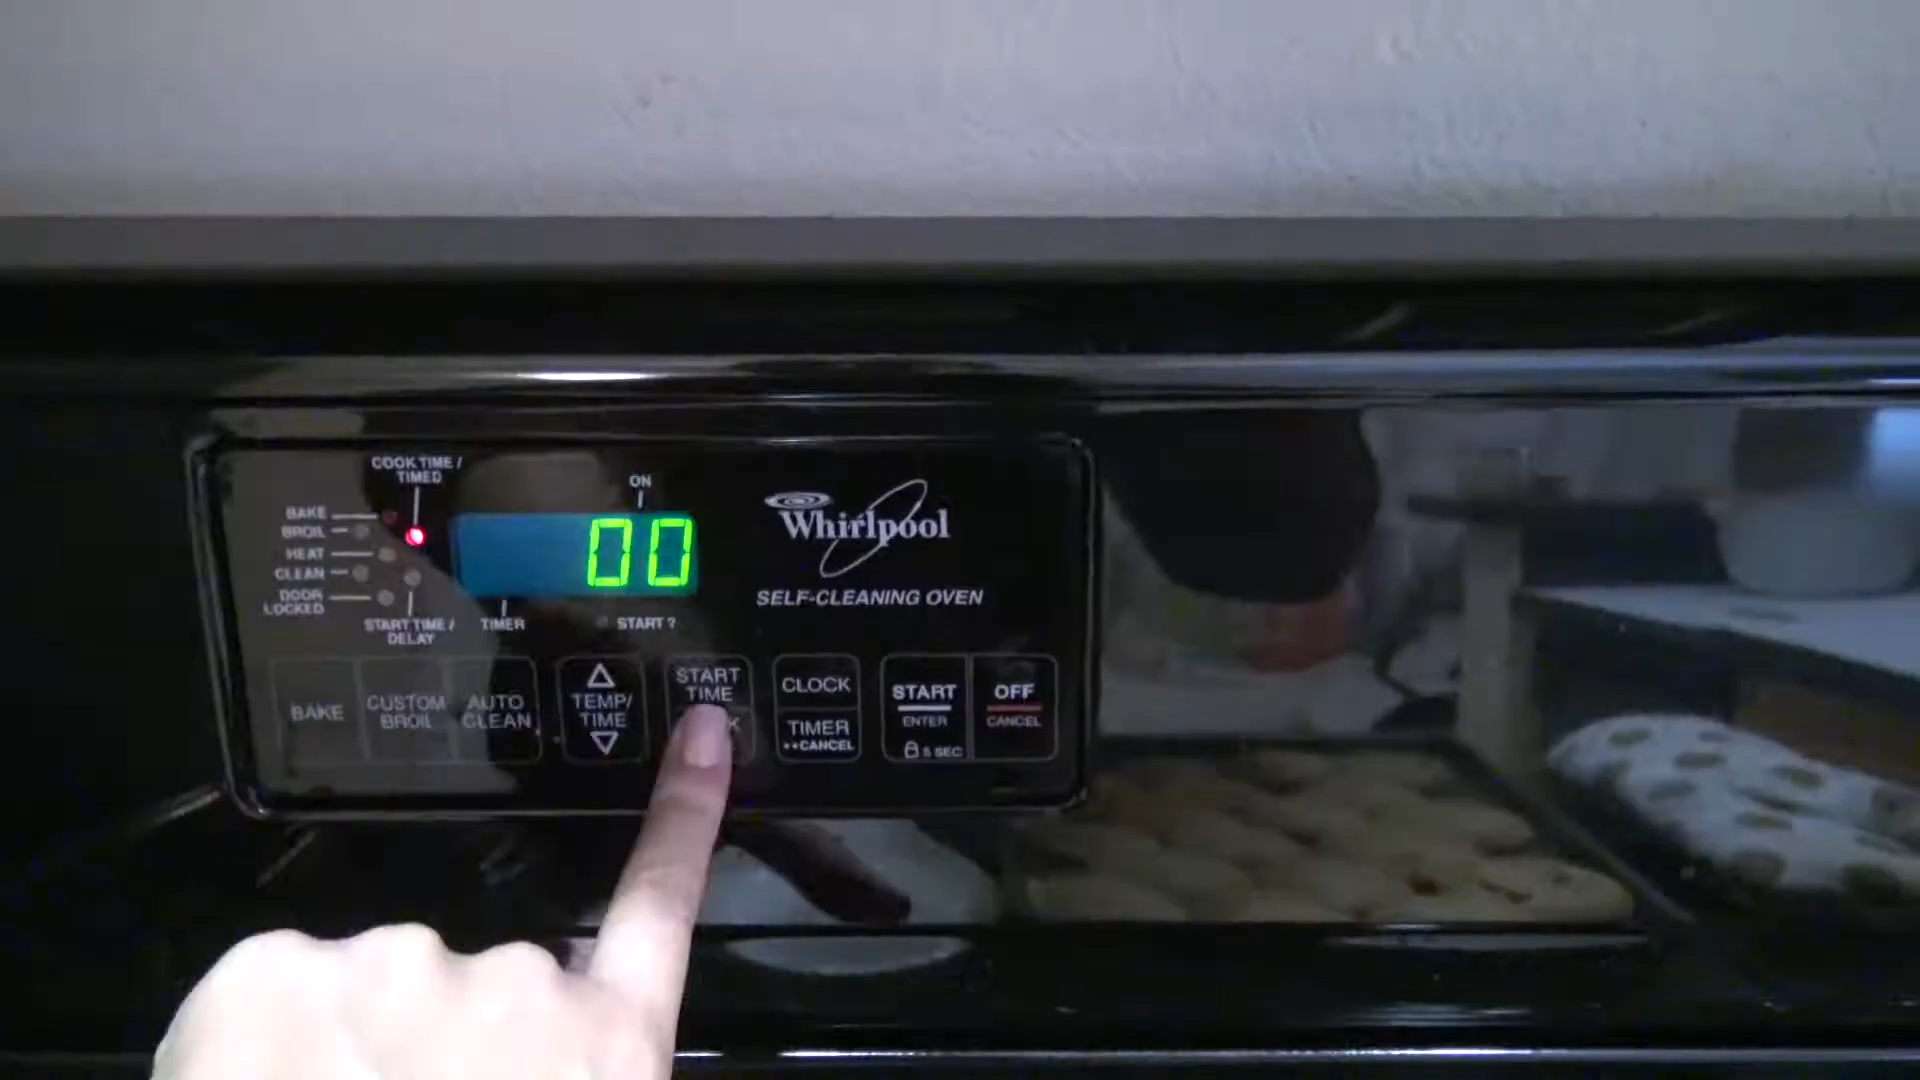 COOK TIME /
TIMED
ON
BAKE
BROIL
HEAT
CLEAN
DOOR
LOCKED
00
START TIME /
DELAY
TIMER
START ?
Whirlpool
SELF-CLEANING OVEN
BAKE
CUSTOM
BROIL
AUTO
CLEAN
TEMP/
TIME
START
TIME
CLOCK
TIMER
••CANCEL
START
ENTER
5 SEC
OFF
CANCEL